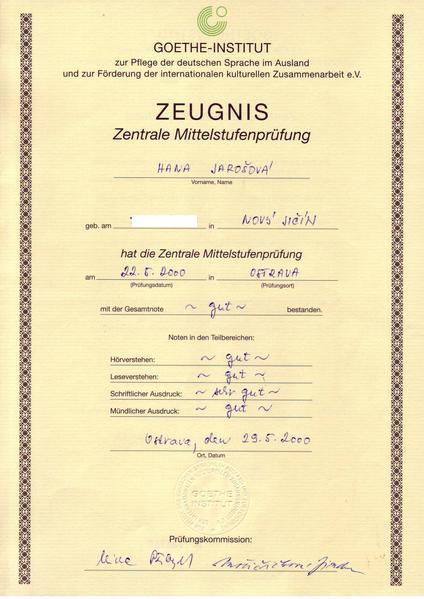 GOETHE-INSTITUT
zur Pflege der deutschen Sprache im Ausland
und zur Förderung der internationalen kulturellen Zusammenarbeit e.V.
ZEUGNIS
Zentrale Mittelstufenprüfung
HANA JAROŠOVÁ
Vorname, Name
geb. am in NOVÝ JIČÍN
hat die Zentrale Mittelstufenprüfung
am 22.5.2000 in OSTRAVA
(Prüfungsdatum) (Prüfungsort)
mit der Gesamtnote ~ gut ~ bestanden.
Noten in den Teilbereichen:
Hörverstehen: ~ gut ~
Leseverstehen: ~ gut ~
Schriftlicher Ausdruck: ~ sehr gut ~
Mündlicher Ausdruck: ~ gut ~
Ostrava, den 29.5.2000
Ort, Datum
GOETHE
INSTITUT
Prüfungskommission: